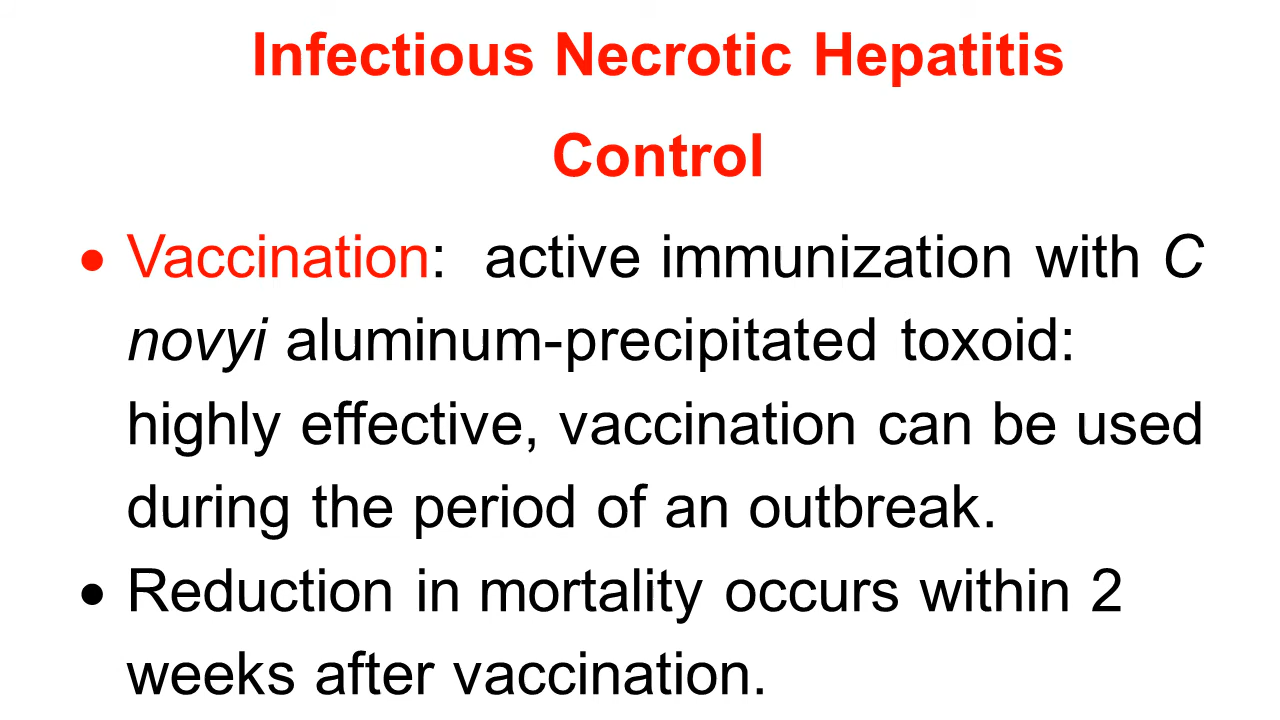 Infectious Necrotic Hepatitis
Control
• Vaccination:  active immunization with C
novyi aluminum-precipitated toxoid:
highly effective, vaccination can be used
during the period of an outbreak.
• Reduction in mortality occurs within 2
weeks after vaccination.